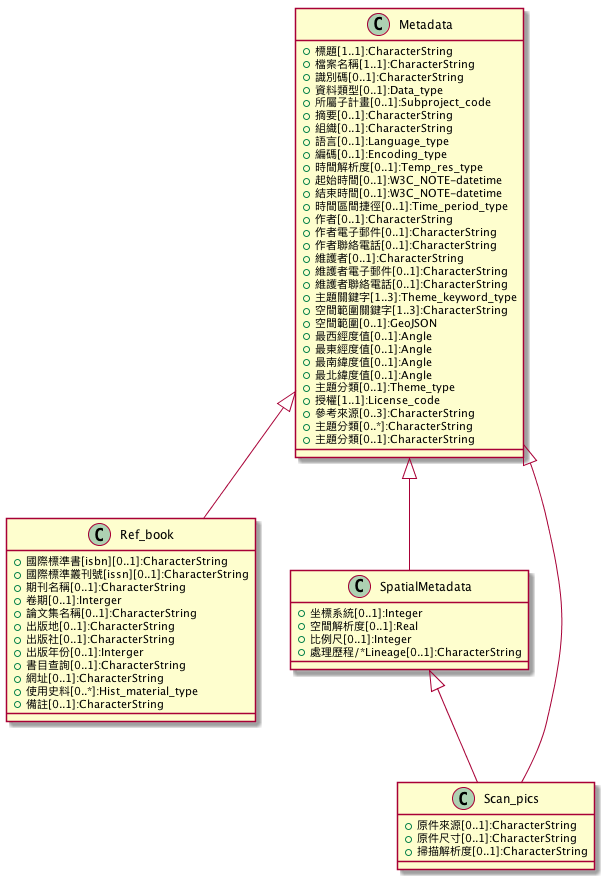 C Metadata
標題[1..1]:CharacterString
檔案名稱[1..1]:CharacterString
識別碼[0..1]:CharacterString
資料類型[0..1]:Data_type
所屬子計畫[0..1]:Subproject_code
摘要[0..1]:CharacterString
組織[0..1]:CharacterString
語言[0..1]:Language_type
編碼[0..1]:Encoding_type
時間解析度[0..1]:Temp_res_type
起始時間[0..1]:W3C_NOTE-datetime
結束時間[0..1]:W3C_NOTE-datetime
時間區間捷徑[0..1]:Time_period_type
作者[0..1]:CharacterString
作者電子郵件[0..1]:CharacterString
作者聯絡電話[0..1]:CharacterString
維護者[0..1]:CharacterString
維護者電子郵件[0..1]:CharacterString
維護者聯絡電話[0..1]:CharacterString
主題關鍵字[1..3]:Theme_keyword_type
空間範圍關鍵字[1..3]:CharacterString
空間範圍[0..1]:GeoJSON
最西經度值[0..1]:Angle
最東經度值[0..1]:Angle
最南緯度值[0..1]:Angle
最北緯度值[0..1]:Angle
主題分類[0..1]:Theme_type
授權[1..1]:License_code
參考來源[0..3]:CharacterString
主題分類[0..*]:CharacterString
主題分類[0..1]:CharacterString
C Ref_book
國際標準書[isbn][0..1]:CharacterString
國際標準叢刊號[issn][0..1]:CharacterString
期刊名稱[0..1]:CharacterString
卷期[0..1]:Interger
論文集名稱[0..1]:CharacterString
出版地[0..1]:CharacterString
出版社[0..1]:CharacterString
出版年份[0..1]:Interger
書目查詢[0..1]:CharacterString
網址[0..1]:CharacterString
使用史料[0..*]:Hist_material_type
備註[0..1]:CharacterString
C SpatialMetadata
坐標系統[0..1]:Integer
空間解析度[0..1]:Real
比例尺[0..1]:Integer
處理歷程/*Lineage[0..1]:CharacterString
C Scan_pics
原件來源[0..1]:CharacterString
原件尺寸[0..1]:CharacterString
掃描解析度[0..1]:CharacterString